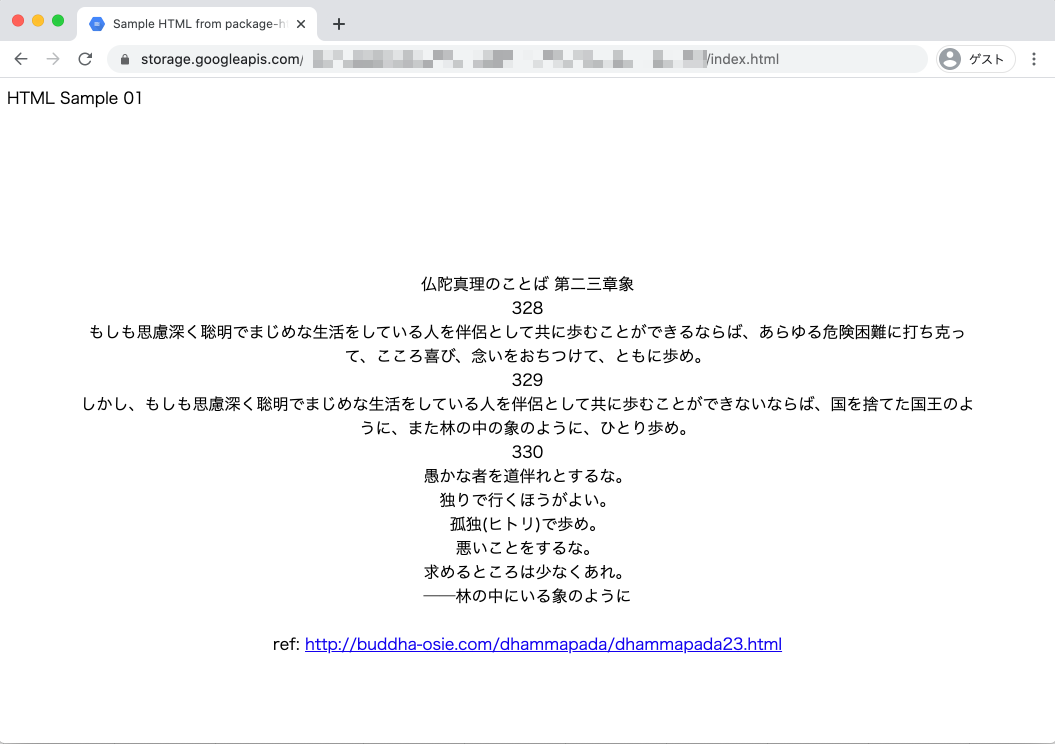 Sample HTML from package-h
storage.googleapis.com/ /index.html
ゲスト
HTML Sample 01
仏陀真理のことば 第二三章象
328
もしも思慮深く聡明でまじめな生活をしている人を伴侶として共に歩むことができるならば、あらゆる危険困難に打ち克っ
て、こころ喜び、念いをおちつけて、ともに歩め。
329
しかし、もしも思慮深く聡明でまじめな生活をしている人を伴侶として共に歩むことができないならば、国を捨てた国王のよ
うに、また林の中の象のように、ひとり歩め。
330
愚かな者を道伴れとするな。
独りで行くほうがよい。
孤独(ヒトリ)で歩め。
悪いことをするな。
求めるところは少なくあれ。
──林の中にいる象のように
ref: http://buddha-osie.com/dhammapada/dhammapada23.html